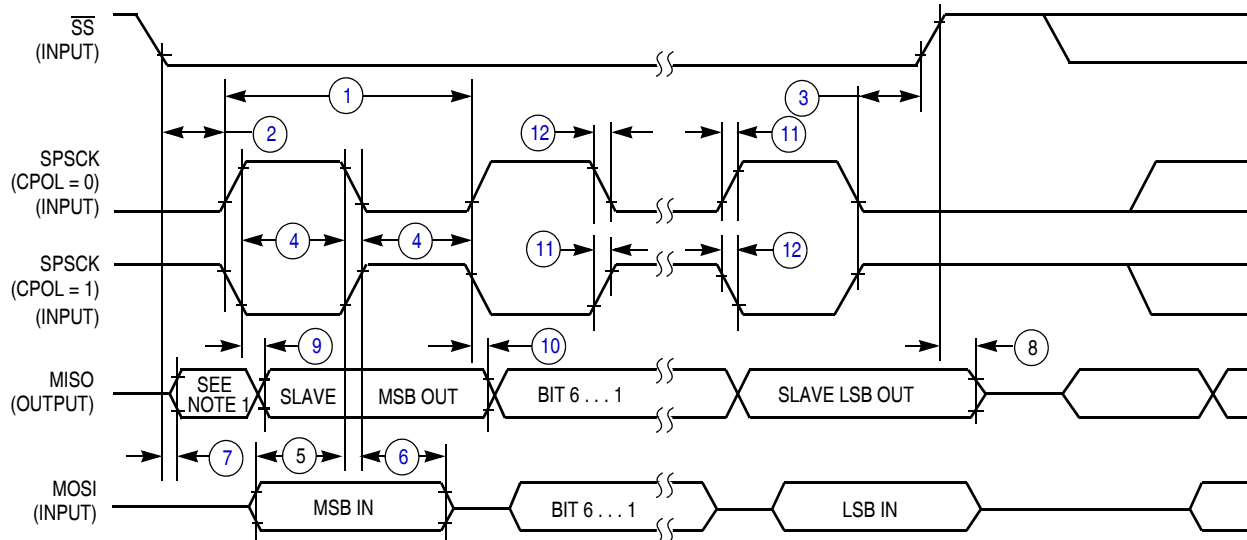 SS
(INPUT)
1
3
2
12
11
SPSCK
(CPOL = 0)
(INPUT)
4
4
11
12
SPSCK
(CPOL = 1)
(INPUT)
9
10
8
MISO
(OUTPUT)
SEE
NOTE 1
SLAVE
MSB OUT
BIT 6 . . . 1
SLAVE LSB OUT
7
5
6
MOSI
(INPUT)
MSB IN
BIT 6 . . . 1
LSB IN